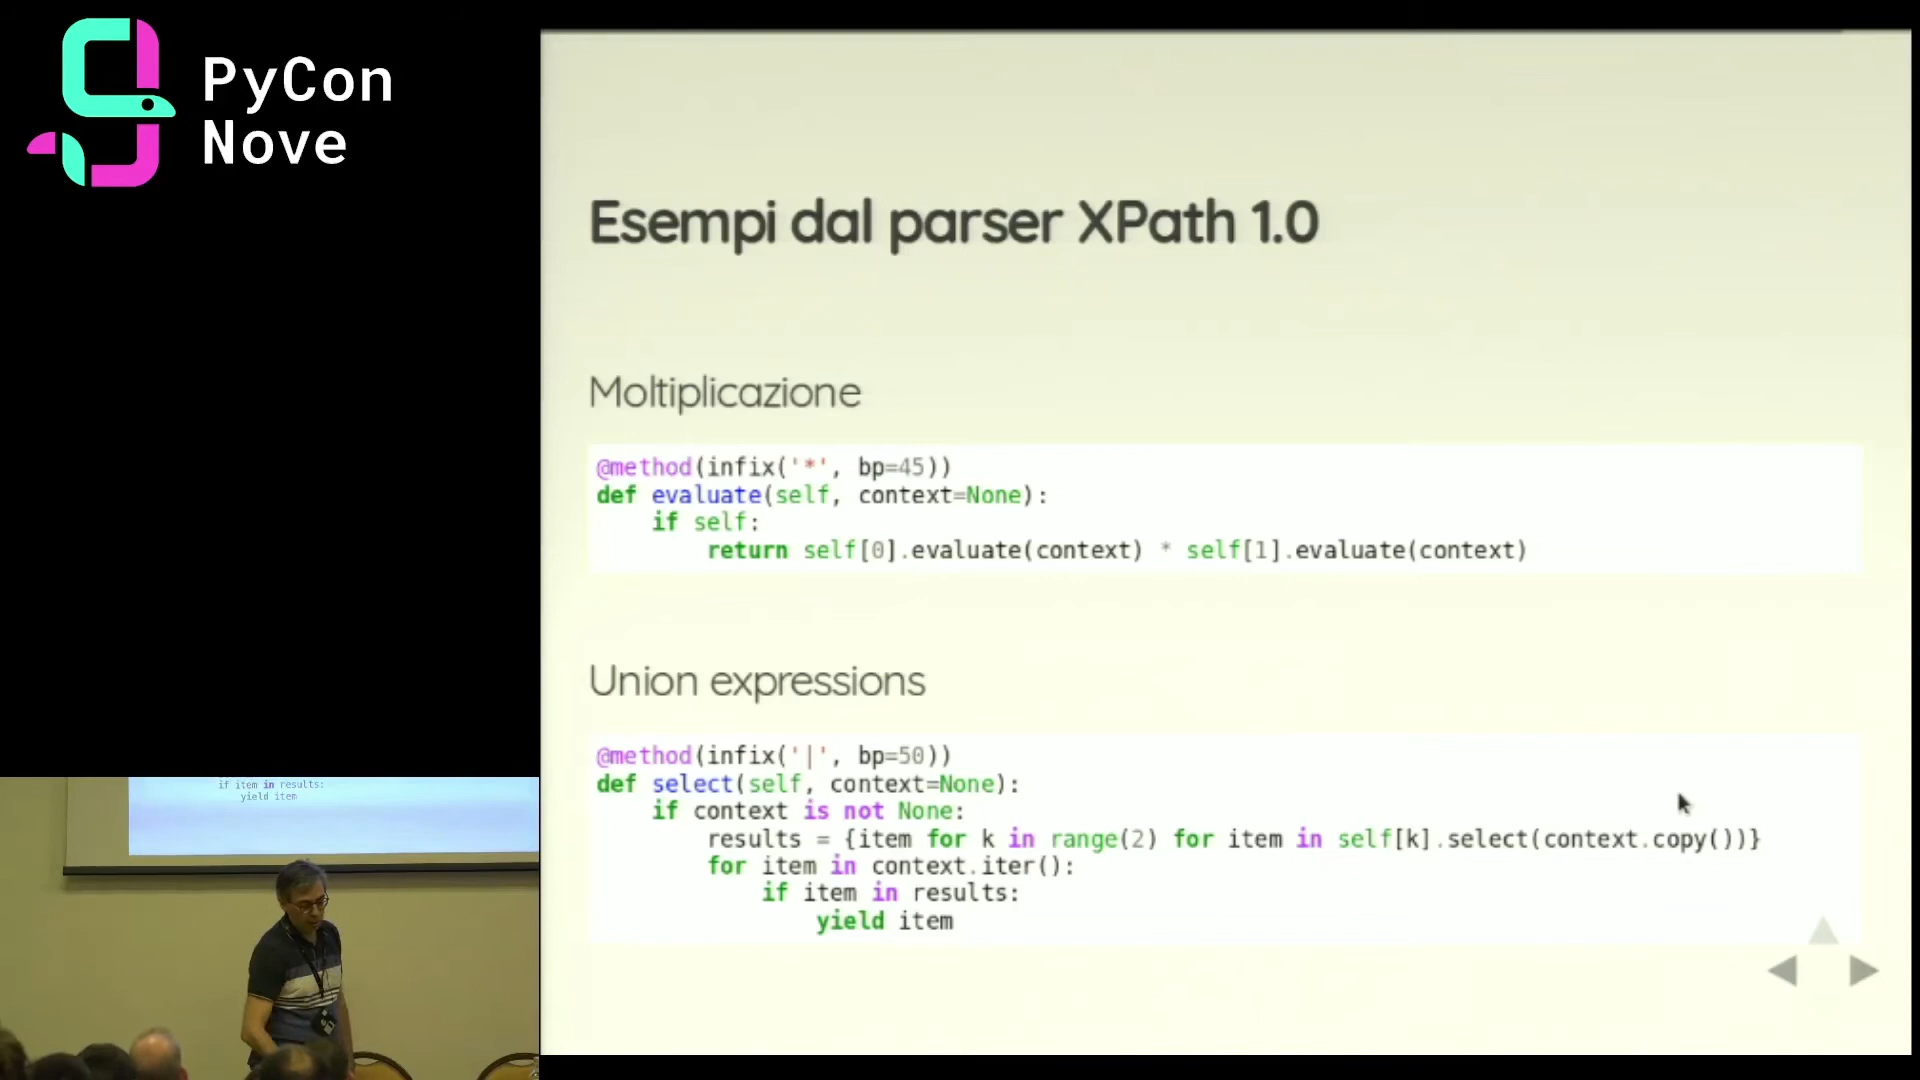 PyCon
Nove
Esempi dal parser XPath 1.0
Moltiplicazione
@method(infix('*', bp=45))
def evaluate(self, context=None):
    if self:
        return self[0].evaluate(context) * self[1].evaluate(context)
Union expressions
@method(infix('|', bp=50))
def select(self, context=None):
    if context is not None:
        results = {item for k in range(2) for item in self[k].select(context.copy())}
        for item in context.iter():
            if item in results:
                yield item
if item in results:
yield item